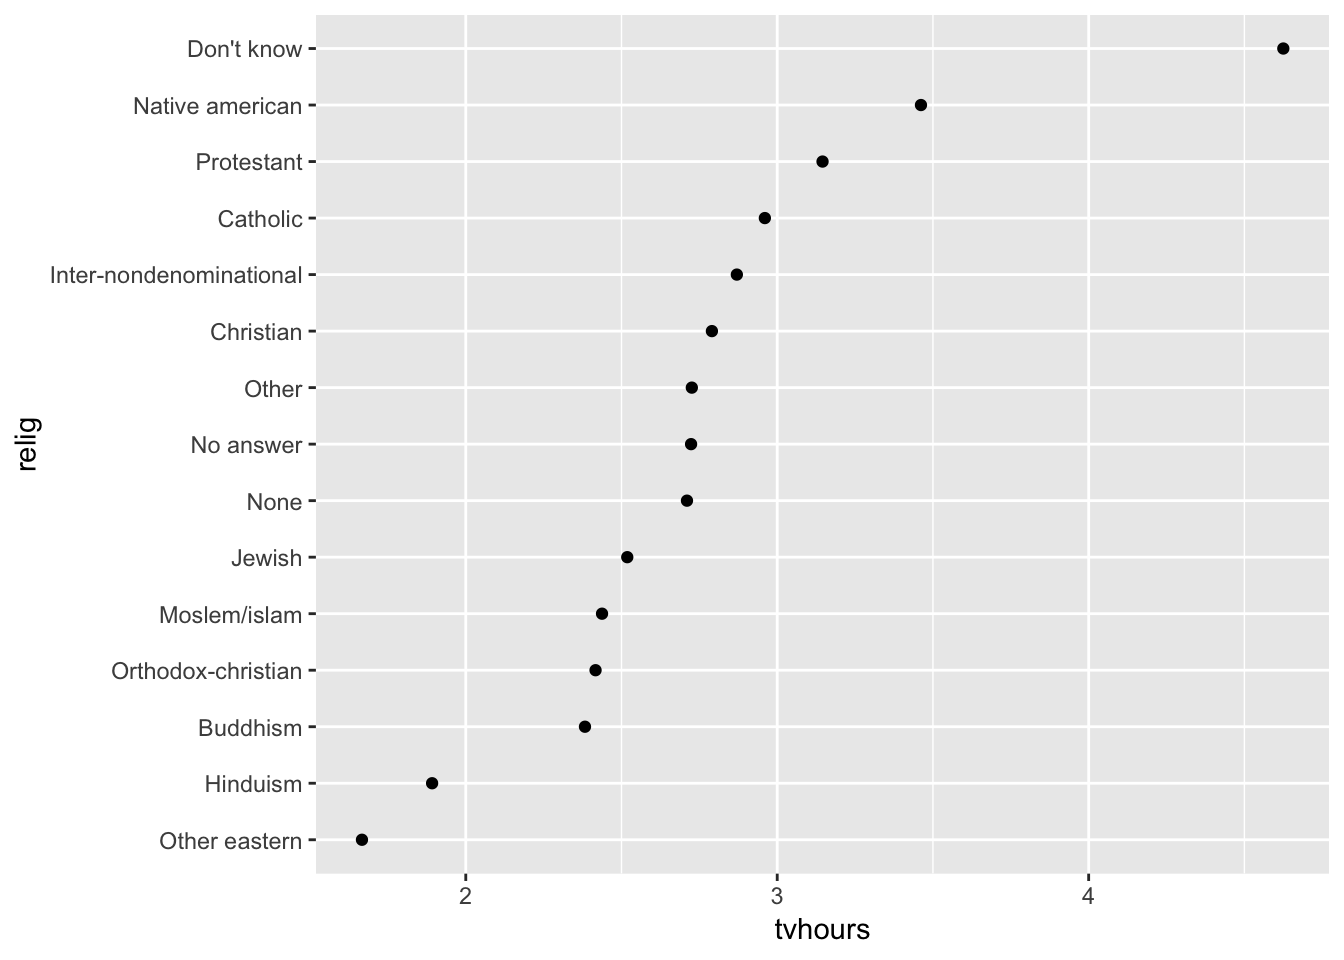 Don't know
Native american
Protestant
Catholic
Inter-nondenominational
Christian
Other
No answer
None
Jewish
Moslem/islam
Orthodox-christian
Buddhism
Hinduism
Other eastern
relig
2 3 4
tvhours